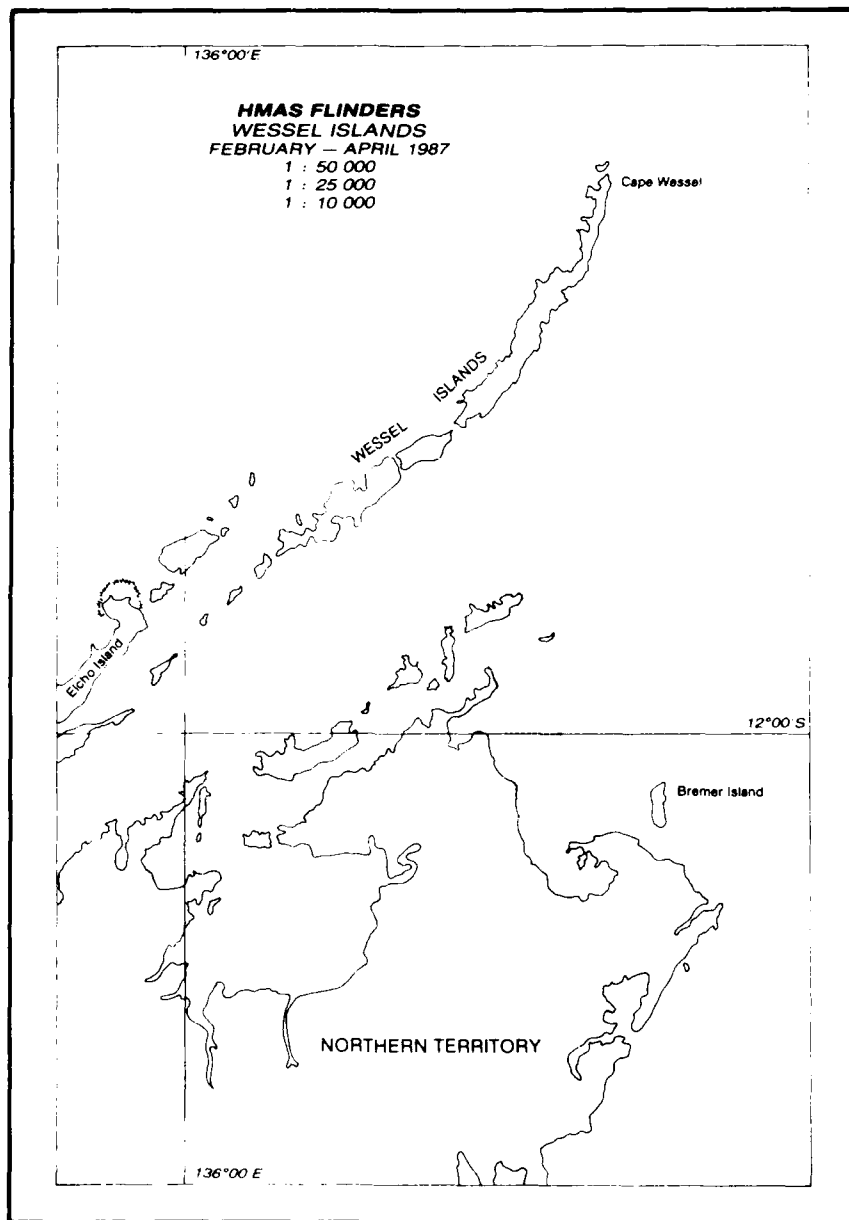 136°00'E
HMAS FLINDERS
WESSEL ISLANDS
FEBRUARY – APRIL 1987
1 : 50 000
1 : 25 000
1 : 10 000
Cape Wessel
WESSEL ISLANDS
Elcho Island
12°00'S
Bremer Island
NORTHERN TERRITORY
136°00 E